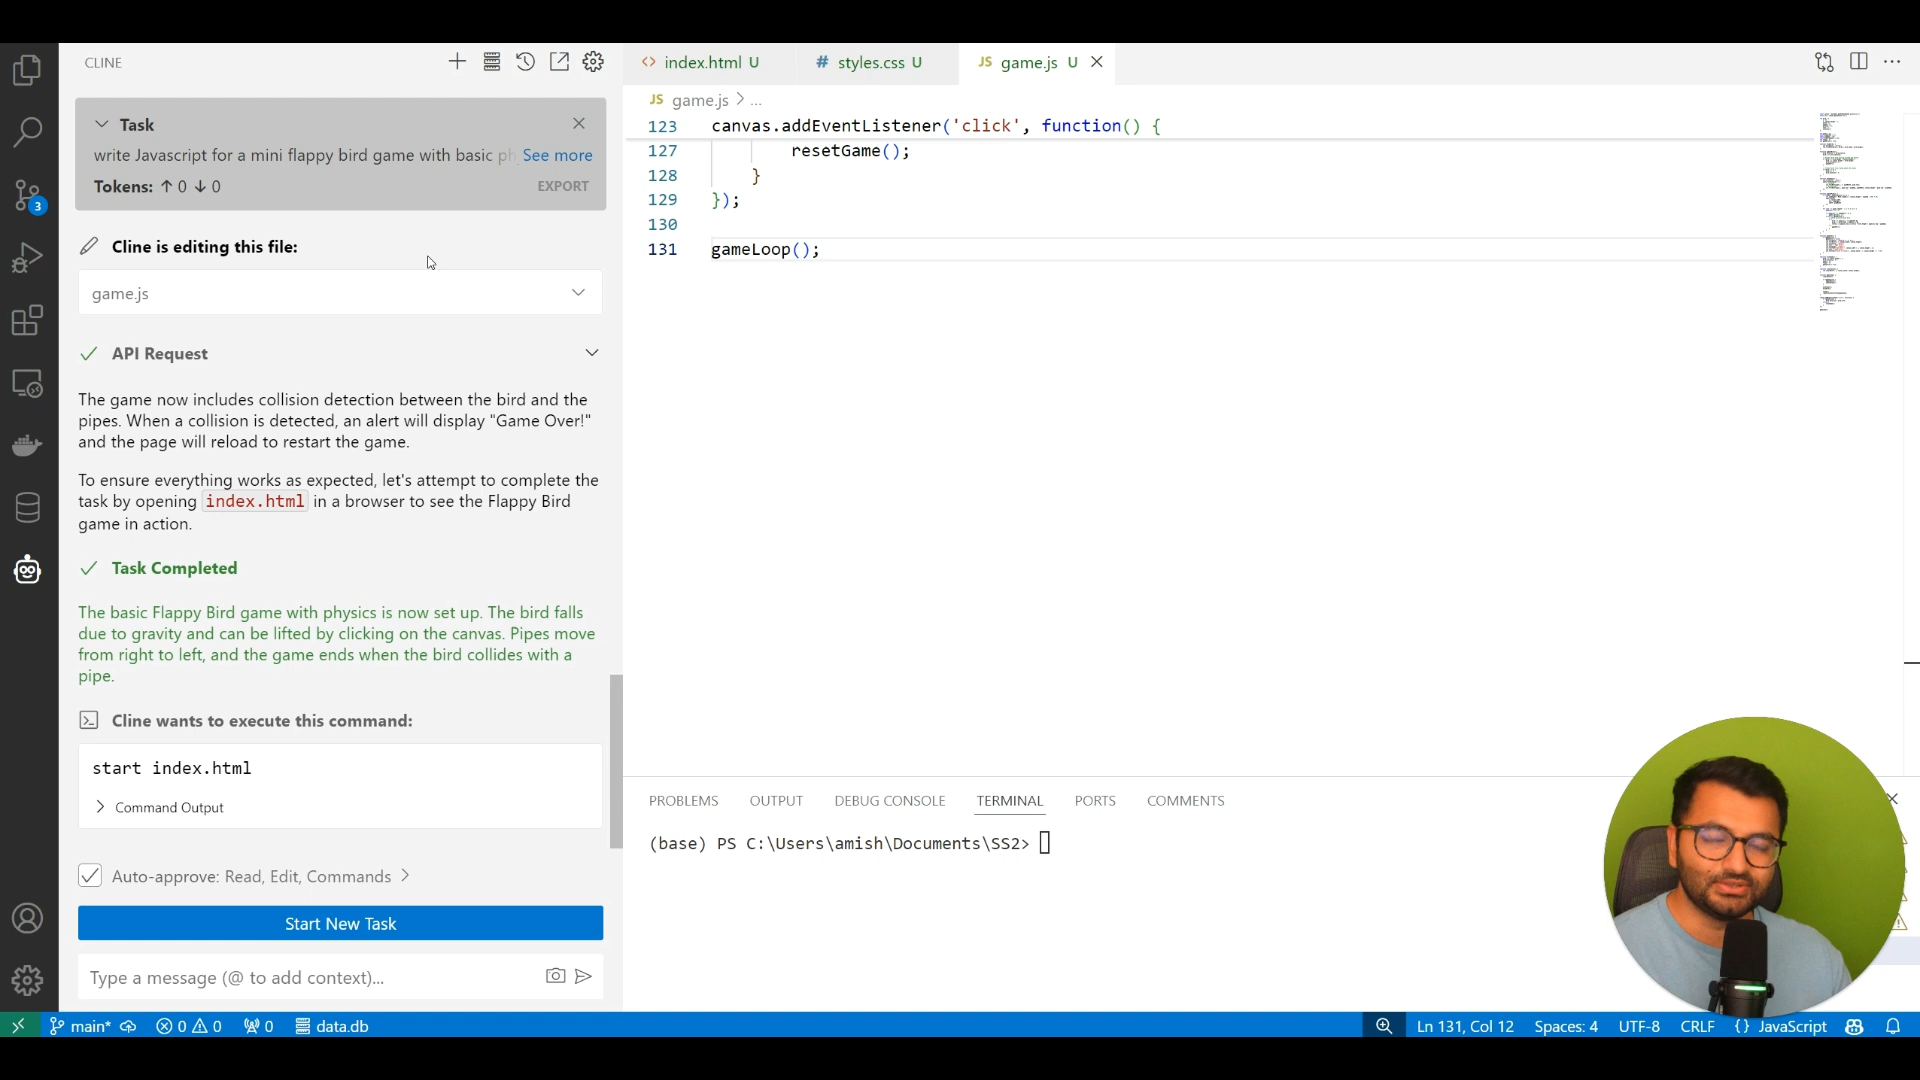 CLINE
Task
write Javascript for a mini flappy bird game with basic ph See more
Tokens: ↑ 0 ↓ 0 EXPORT
Cline is editing this file:
game.js
API Request
The game now includes collision detection between the bird and the
pipes. When a collision is detected, an alert will display "Game Over!"
and the page will reload to restart the game.
To ensure everything works as expected, let's attempt to complete the
task by opening index.html in a browser to see the Flappy Bird
game in action.
Task Completed
The basic Flappy Bird game with physics is now set up. The bird falls
due to gravity and can be lifted by clicking on the canvas. Pipes move
from right to left, and the game ends when the bird collides with a
pipe.
Cline wants to execute this command:
start index.html
Command Output
Auto-approve: Read, Edit, Commands
Start New Task
Type a message (@ to add context)...
3
index.html U # styles.css U JS game.js U
JS game.js > ...
123 canvas.addEventListener('click', function() {
127 resetGame();
128 }
129 });
130
131 gameLoop();
PROBLEMS OUTPUT DEBUG CONSOLE TERMINAL PORTS COMMENTS
(base) PS C:\Users\amish\Documents\SS2>
main* 0 0 0 data.db Ln 131, Col 12 Spaces: 4 UTF-8 CRLF {} JavaScript